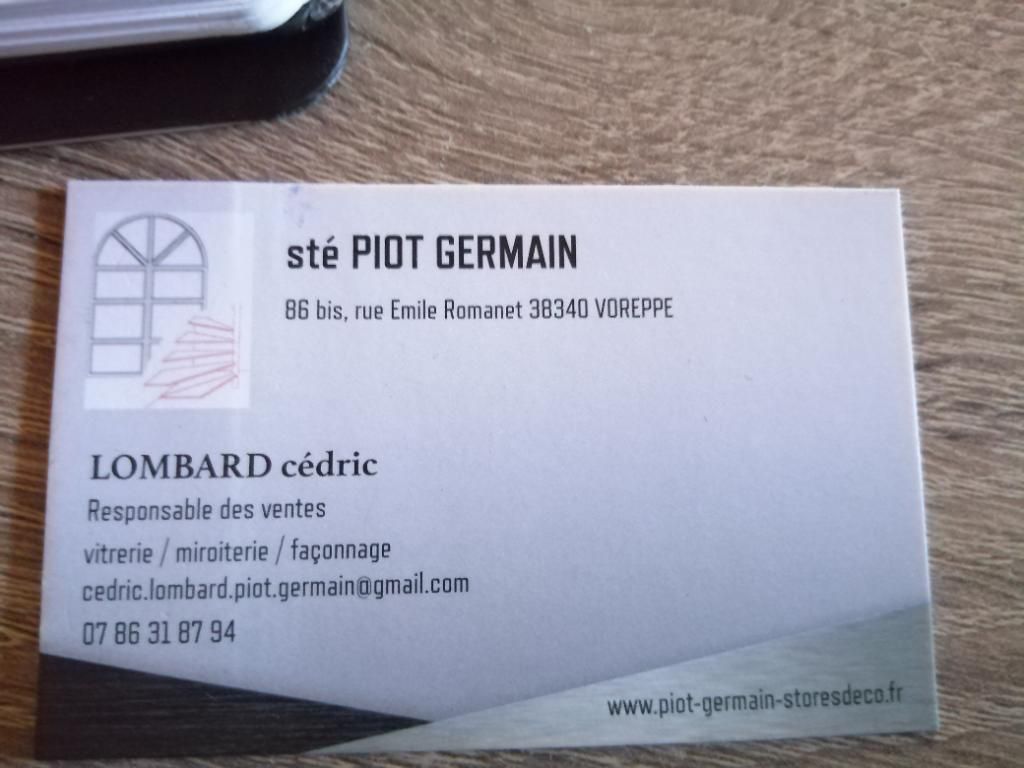 sté PIOT GERMAIN
86 bis, rue Emile Romanet 38340 VOREPPE
LOMBARD cédric
Responsable des ventes
vitrerie / miroiterie / façonnage
cedric.lombard.piot.germain@gmail.com
07 86 31 87 94
www.piot-germain-storesdeco.fr